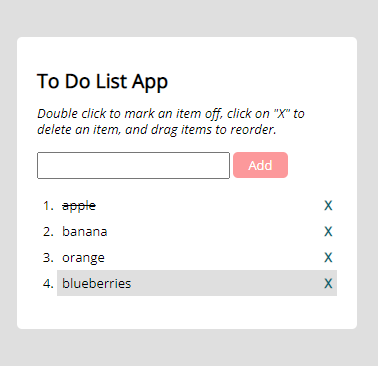 To Do List App
Double click to mark an item off, click on "X" to
delete an item, and drag items to reorder.
Add
1. apple X
2. banana X
3. orange X
4. blueberries X